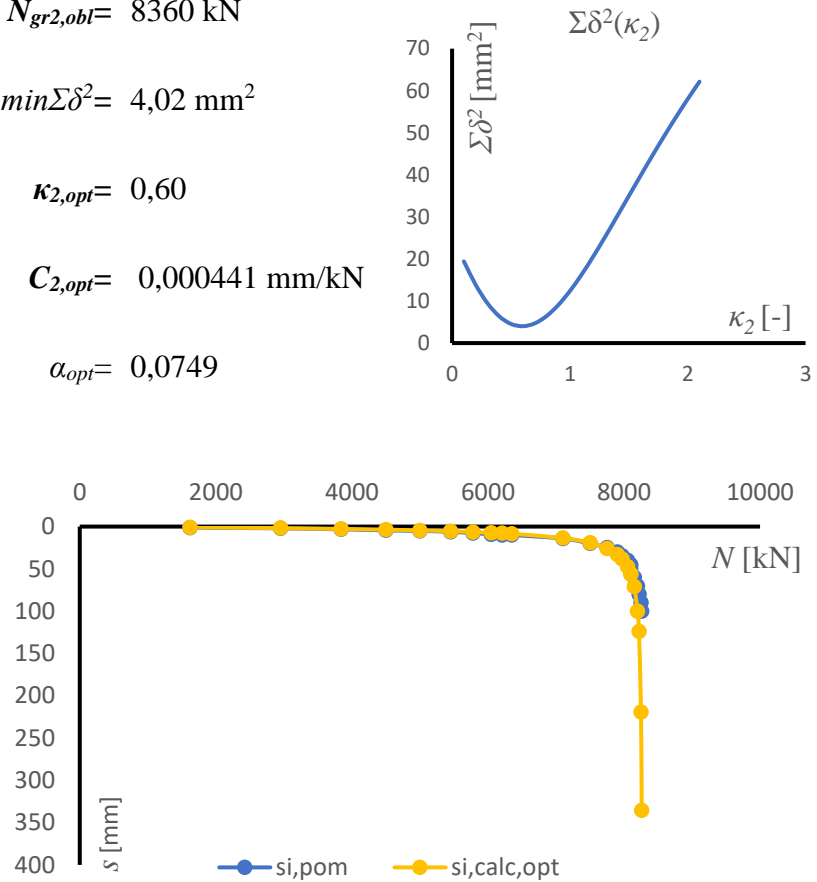 N_gr2,obl= 8360 kN
minΣδ²= 4,02 mm²
κ_2,opt= 0,60
C_2,opt= 0,000441 mm/kN
α_opt= 0,0749
Σδ²(κ_2)
Σδ² [mm²]
70
60
50
40
30
20
10
0
κ_2 [-]
0 1 2 3
0 2000 4000 6000 8000 10000
N [kN]
0
50
100
150
200
250
300
350
400
s [mm]
si,pom si,calc,opt